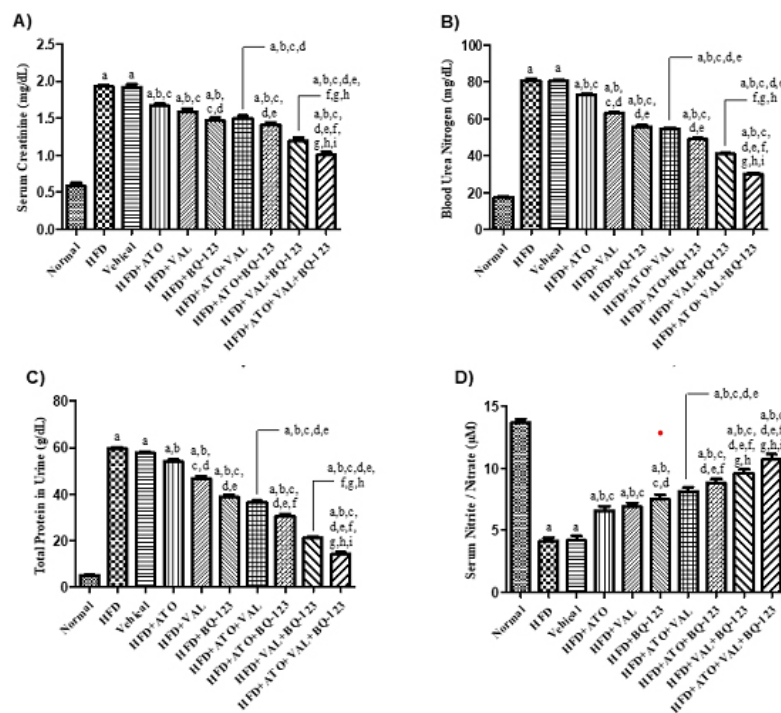 A)
Serum Creatinine (mg/dL)
2.5
2.0
1.5
1.0
0.5
0.0
a
a
a,b,c
a,b,c
a,b,
c,d
a,b,c,d
a,b,c,
d,e
a,b,c,d,e,
f,g,h
a,b,c,
d,e,f,
g,h,i
Normal
HFD
Vehical
HFD+ATO
HFD+VAL
HFD+BQ-123
HFD+ATO+VAL
HFD+ATO+BQ-123
HFD+VAL+BQ-123
HFD+ATO+VAL+BQ-123
B)
Blood Urea Nitrogen (mg/dL)
100
80
60
40
20
0
a
a
a,b,c
a,b,
c,d
a,b,c,
d,e
a,b,c,d,e
a,b,c,
d,e
a,b,c,d,e
f,g,h
a,b,c,
d,e,f,
g,h,i
Normal
HFD
Vehical
HFD+ATO
HFD+VAL
HFD+BQ-123
HFD+ATO+VAL
HFD+ATO+BQ-123
HFD+VAL+BQ-123
HFD+ATO+VAL+BQ-123
C)
Total Protein in Urine (g/dL)
80
60
40
20
0
a
a
a,b
a,b,
c,d
a,b,c,
d,e
a,b,c,d,e
a,b,c,
d,e,f
a,b,c,d,e,
f,g,h
a,b,c,
d,e,f,
g,h,i
Normal
HFD
Vehical
HFD+ATO
HFD+VAL
HFD+BQ-123
HFD+ATO+VAL
HFD+ATO+BQ-123
HFD+VAL+BQ-123
HFD+ATO+VAL+BQ-123
D)
Serum Nitrite / Nitrate (µM)
15
10
5
0
a
a
a,b,c
a,b,c
a,b,
c,d
a,b,c,d,e
a,b,c,
d,e,f
a,b,c,
d,e,f,
g,h
a,b,c
d,e,f
g,h,i
Normal
HFD
Vehical
HFD+ATO
HFD+VAL
HFD+BQ-123
HFD+ATO+VAL
HFD+ATO+BQ-123
HFD+VAL+BQ-123
HFD+ATO+VAL+BQ-123